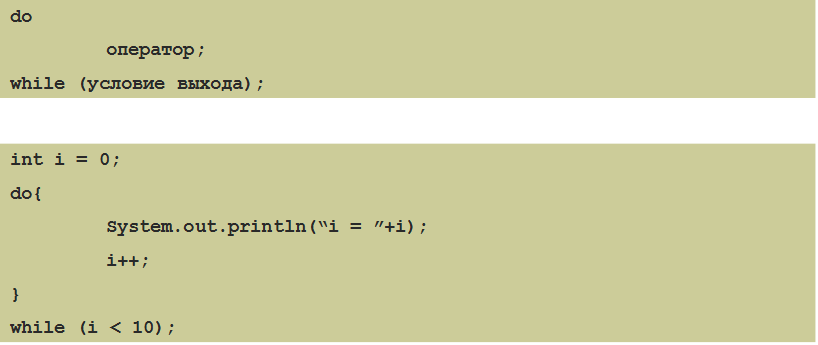 do
оператор;
while (условие выхода);
int i = 0;
do{
System.out.println(“i = ”+i);
i++;
}
while (i < 10);